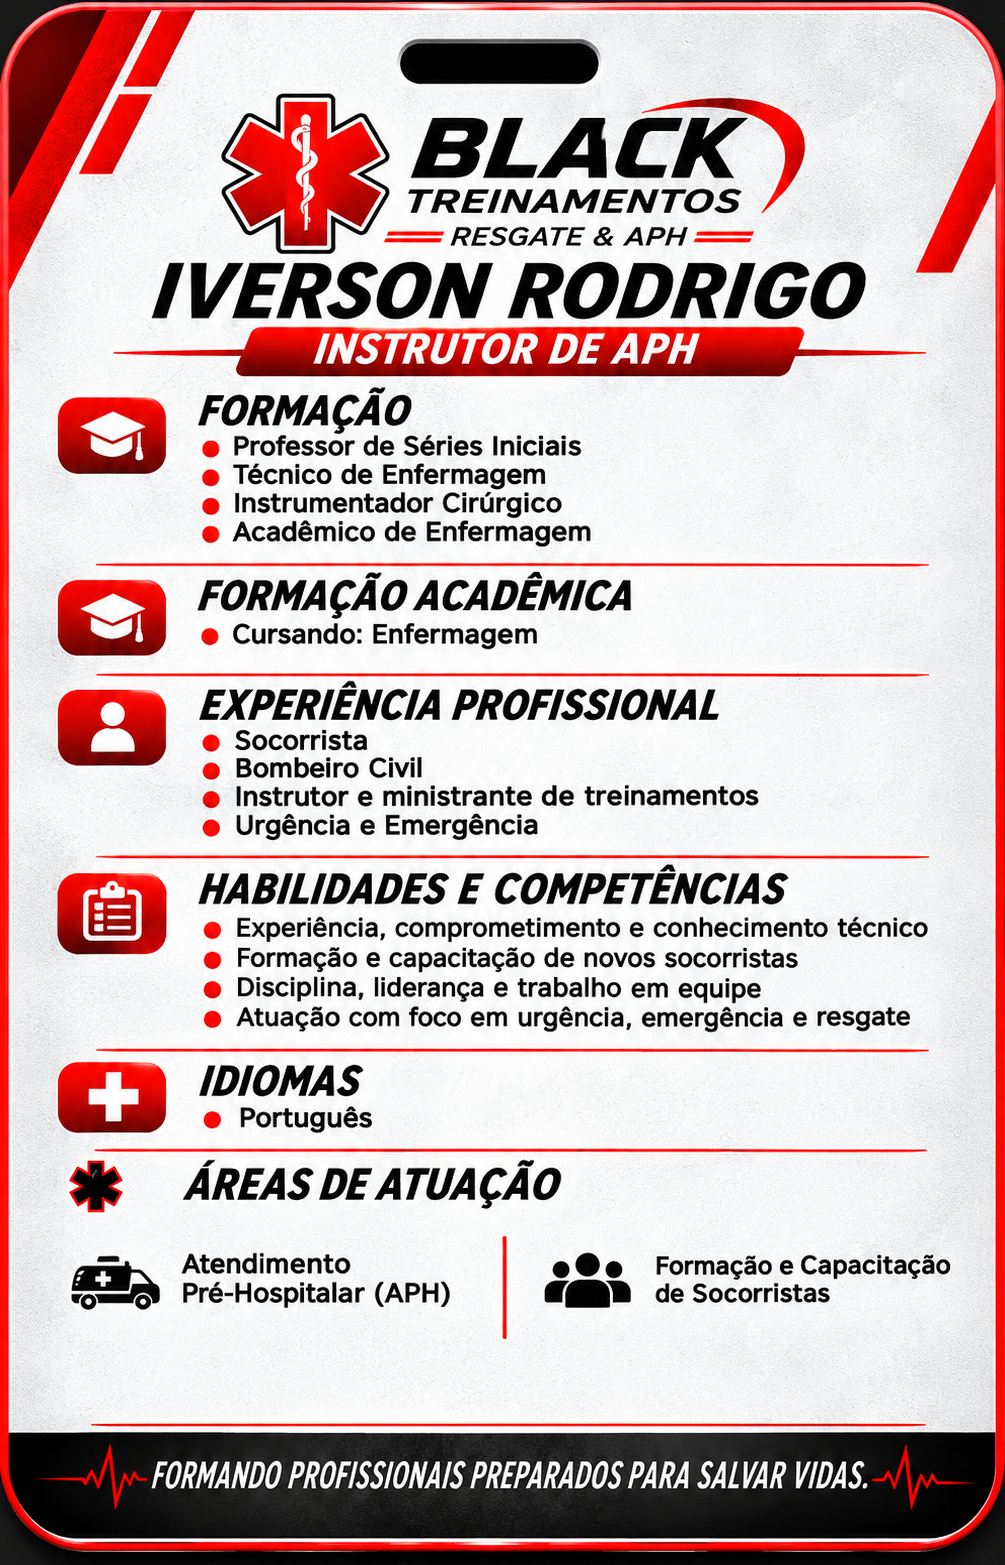 BLACK
TREINAMENTOS
RESGATE & APH
IVERSON RODRIGO
INSTRUTOR DE APH
FORMAÇÃO
Professor de Séries Iniciais
Técnico de Enfermagem
Instrumentador Cirúrgico
Acadêmico de Enfermagem
FORMAÇÃO ACADÊMICA
Cursando: Enfermagem
EXPERIÊNCIA PROFISSIONAL
Socorrista
Bombeiro Civil
Instrutor e ministrante de treinamentos
Urgência e Emergência
HABILIDADES E COMPETÊNCIAS
Experiência, comprometimento e conhecimento técnico
Formação e capacitação de novos socorristas
Disciplina, liderança e trabalho em equipe
Atuação com foco em urgência, emergência e resgate
IDIOMAS
Português
ÁREAS DE ATUAÇÃO
Atendimento
Pré-Hospitalar (APH)
Formação e Capacitação
de Socorristas
FORMANDO PROFISSIONAIS PREPARADOS PARA SALVAR VIDAS.